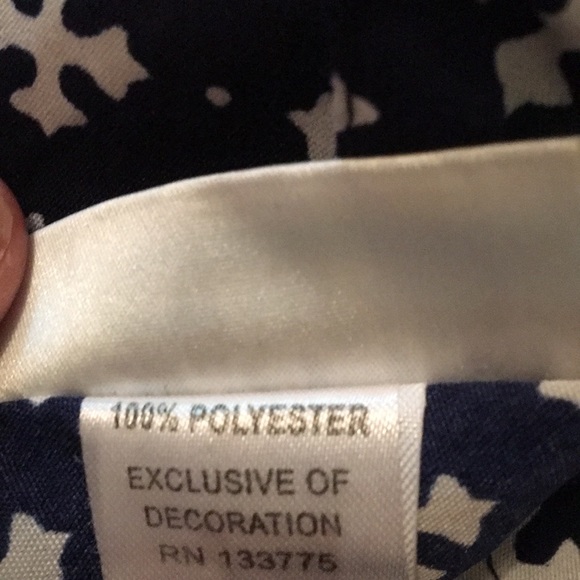 100% POLYESTER
EXCLUSIVE OF
DECORATION
RN 133775